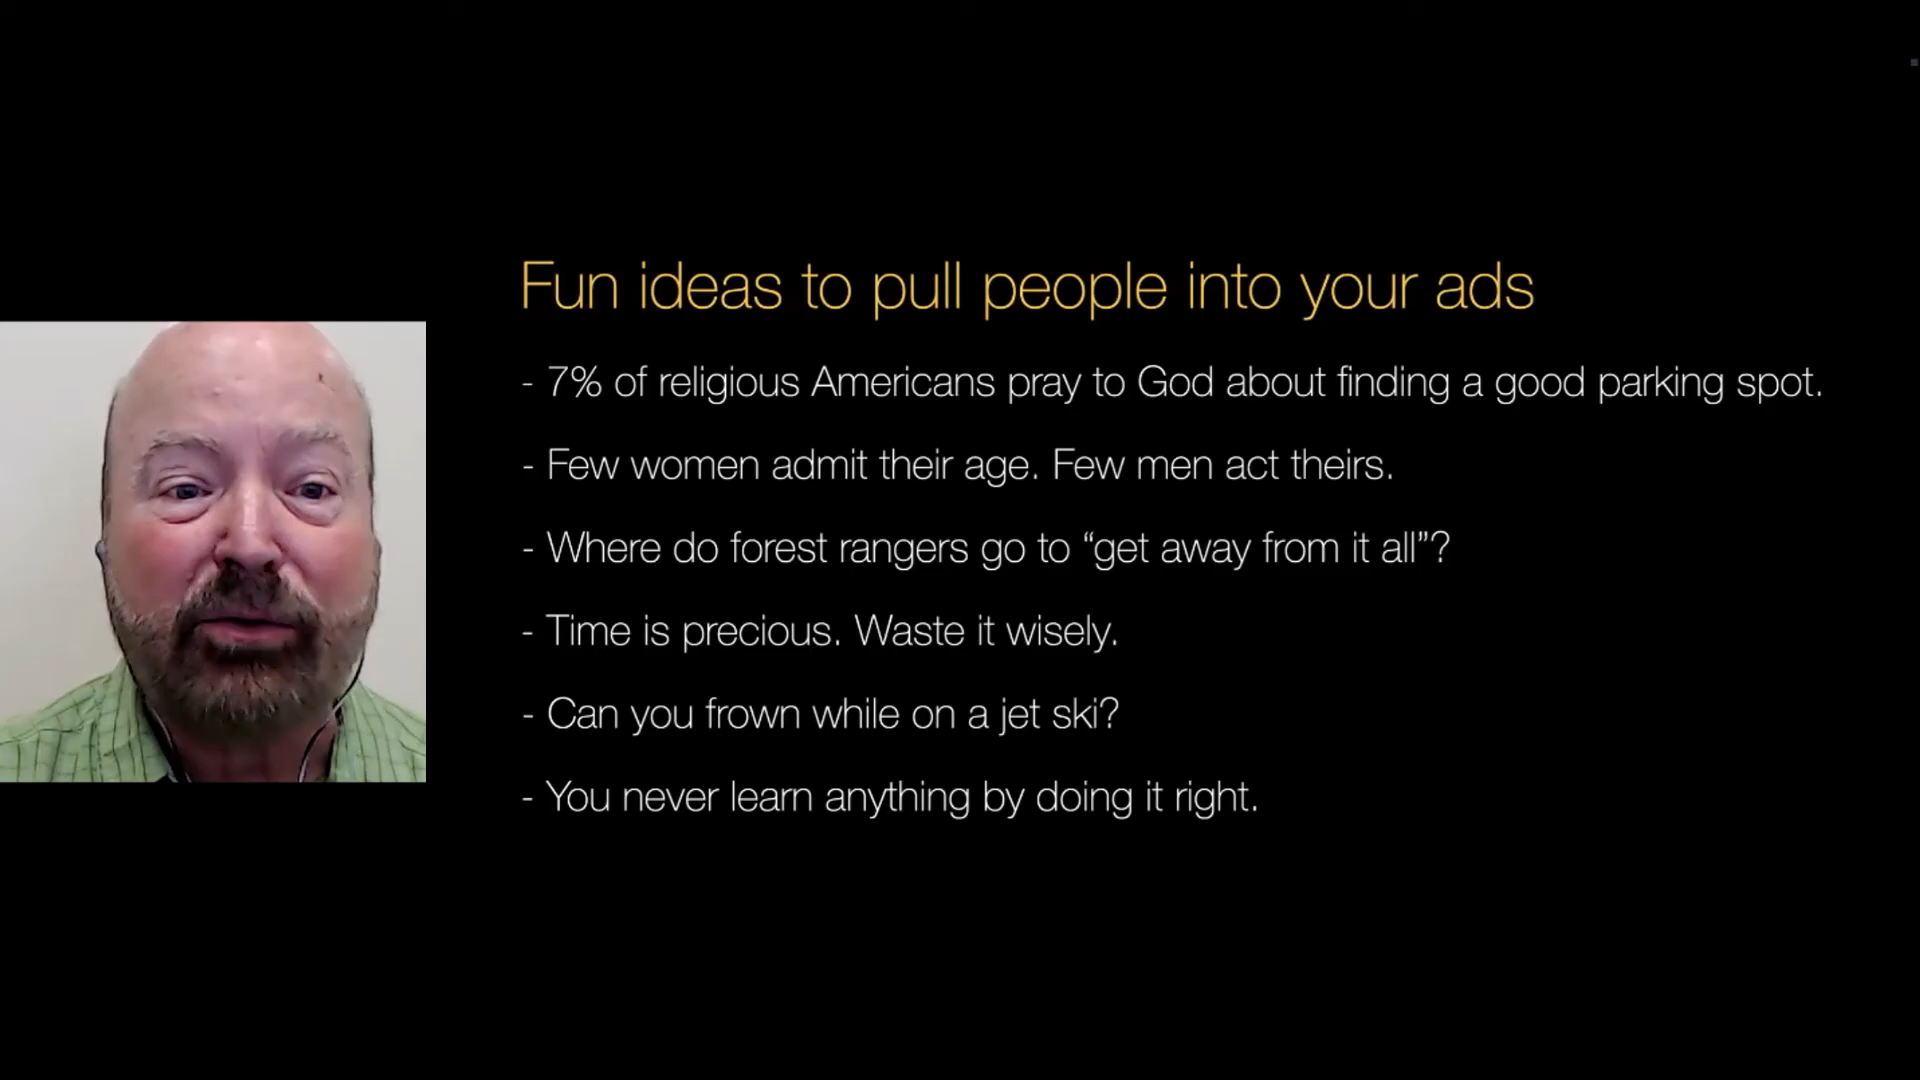 Fun ideas to pull people into your ads
- 7% of religious Americans pray to God about finding a good parking spot.
- Few women admit their age. Few men act theirs.
- Where do forest rangers go to “get away from it all”?
- Time is precious. Waste it wisely.
- Can you frown while on a jet ski?
- You never learn anything by doing it right.